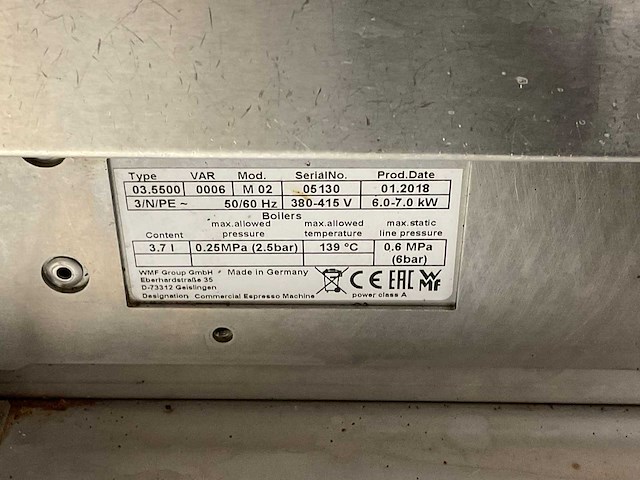 Type VAR Mod. SerialNo. Prod.Date
03.5500 0006 M 02 05130 01.2018
3/N/PE ~ 50/60 Hz 380-415 V 6.0-7.0 kW
Boilers
Content max.allowed pressure max.allowed temperature max.static line pressure
3.7 l 0.25MPa (2.5bar) 139 °C 0.6 MPa (6bar)
WMF Group GmbH Made in Germany
Eberhardstraße 35
D-73312 Geislingen
CE EAC WMF
Designation Commercial Espresso Machine power class A